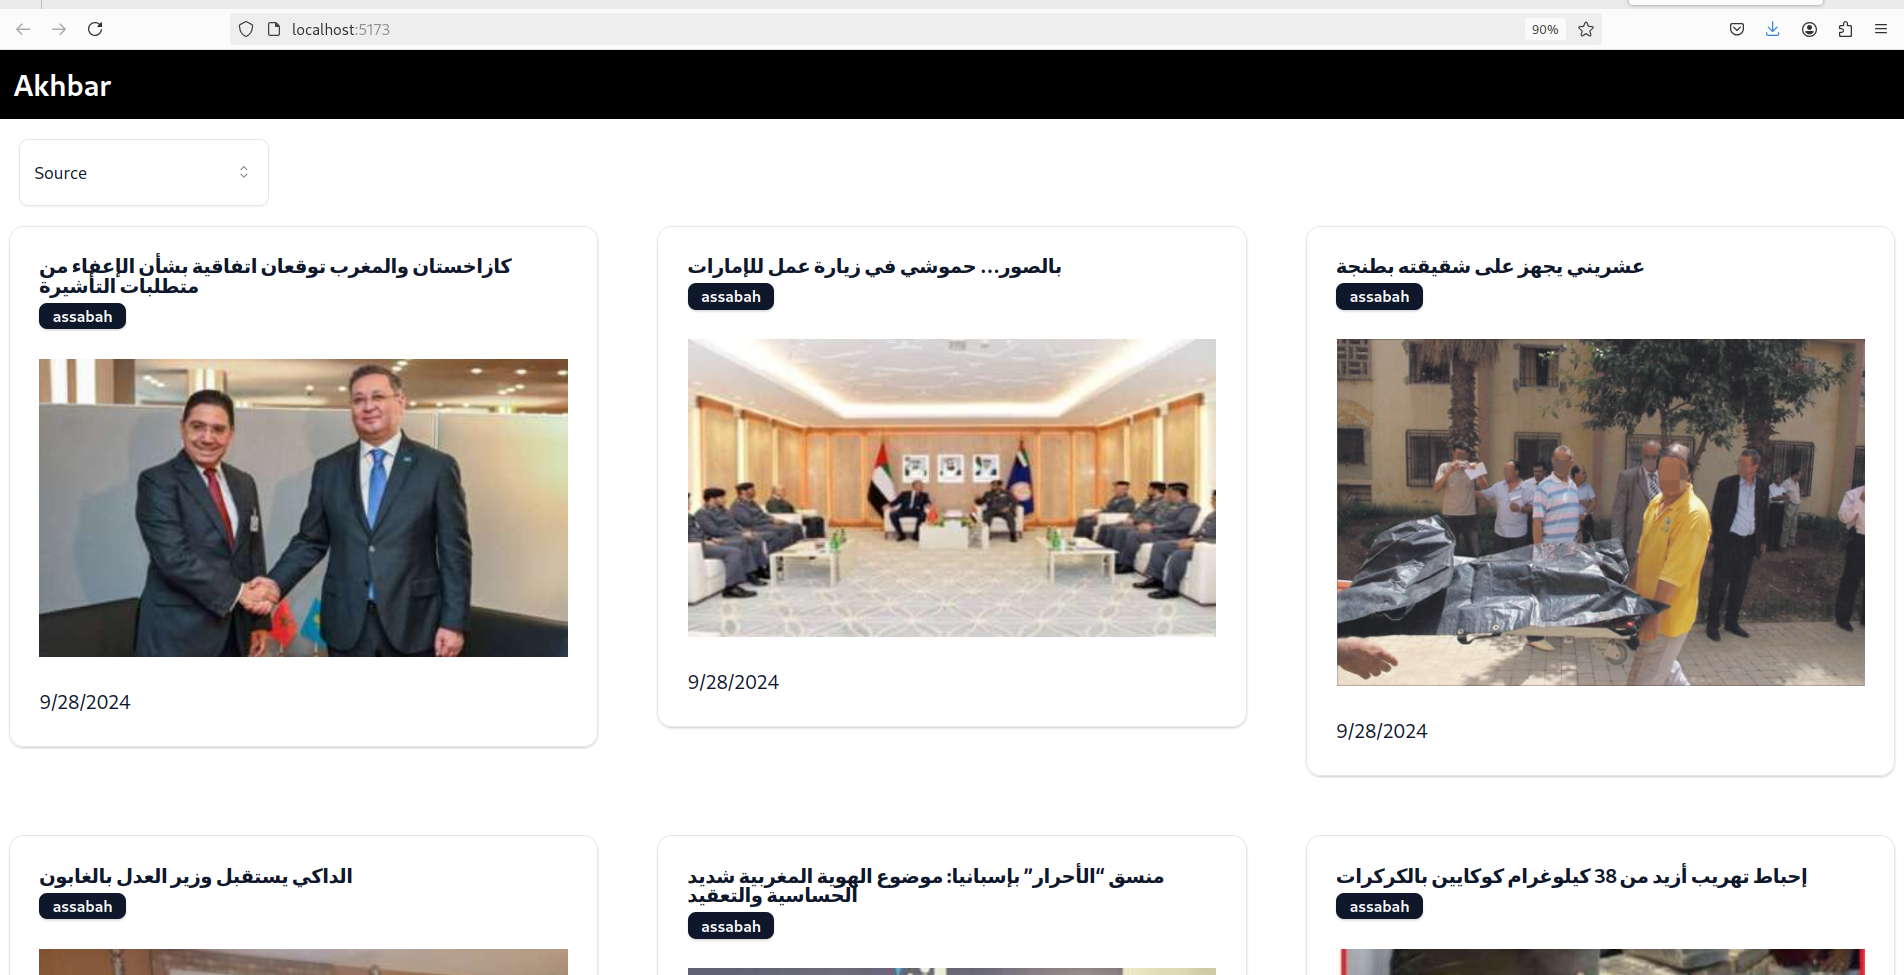 localhost:5173
90%
Akhbar
Source
كازاخستان والمغرب توقعان اتفاقية بشأن الإعفاء من
متطلبات التأشيرة
assabah
9/28/2024
بالصور... حموشي في زيارة عمل للإمارات
assabah
9/28/2024
عشريني يجهز على شقيقته بطنجة
assabah
9/28/2024
الداكي يستقبل وزير العدل بالغابون
assabah
منسق “الأحرار” بإسبانيا: موضوع الهوية المغربية شديد
الحساسية والتعقيد
assabah
إحباط تهريب أزيد من 38 كيلوغرام كوكايين بالكركرات
assabah